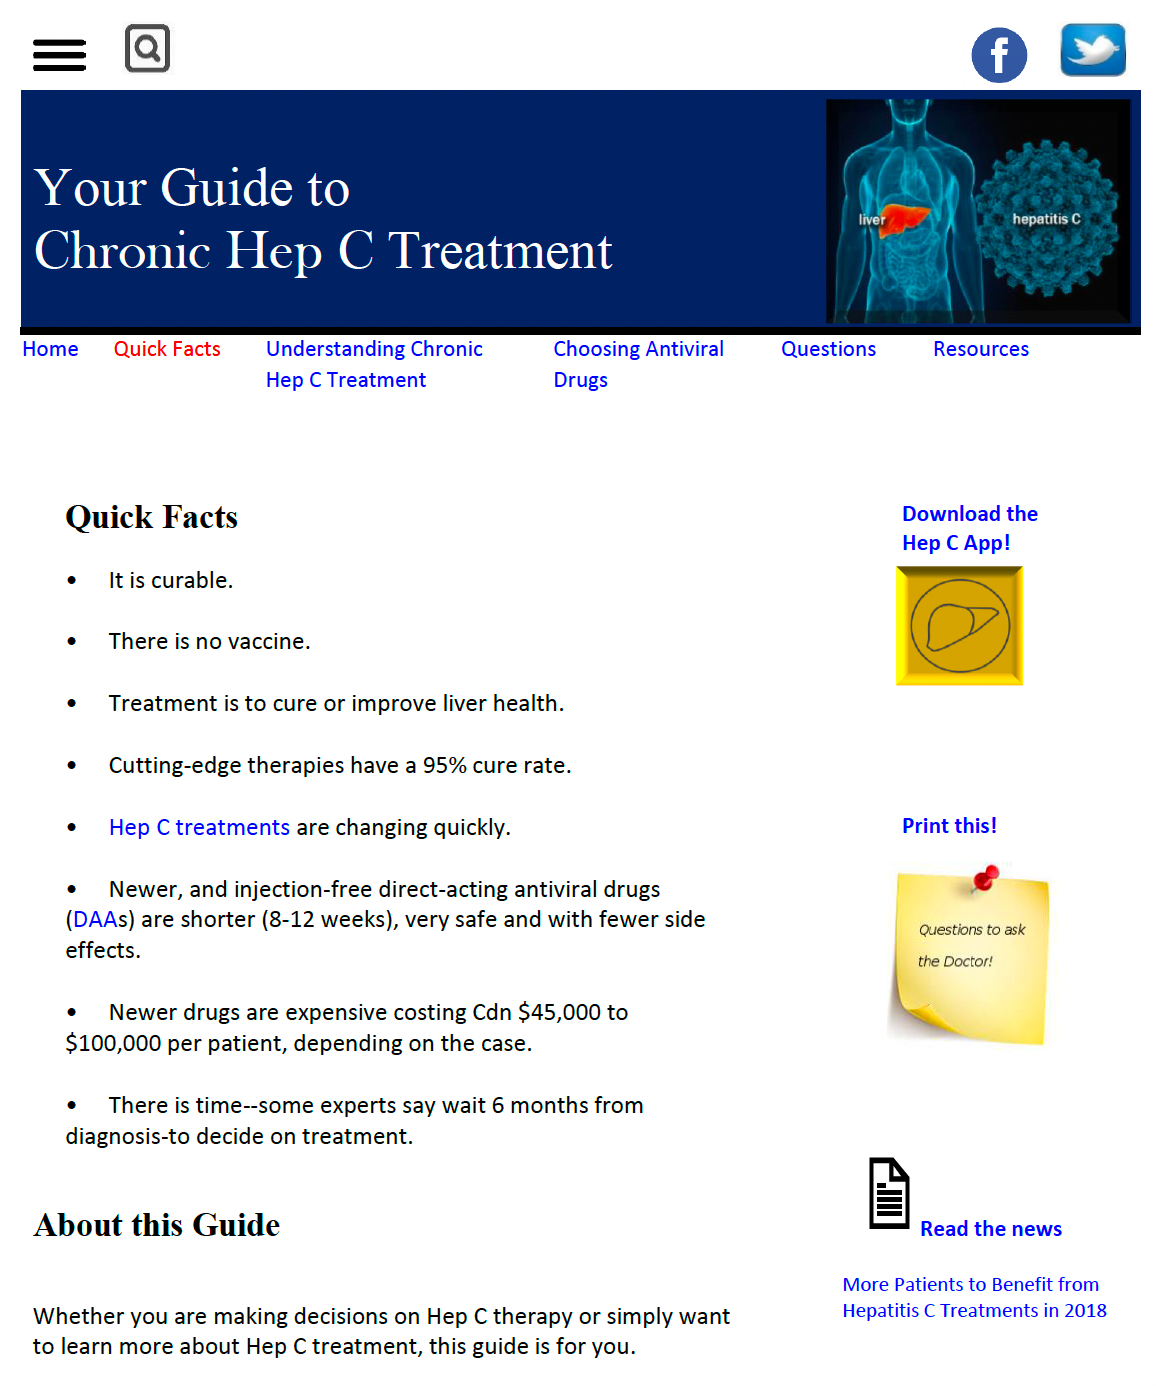 Your Guide to
Chronic Hep C Treatment
liver
hepatitis C
Home
Quick Facts
Understanding Chronic
Hep C Treatment
Choosing Antiviral
Drugs
Questions
Resources
Quick Facts
• It is curable.
• There is no vaccine.
• Treatment is to cure or improve liver health.
• Cutting-edge therapies have a 95% cure rate.
• Hep C treatments are changing quickly.
• Newer, and injection-free direct-acting antiviral drugs
(DAAs) are shorter (8-12 weeks), very safe and with fewer side
effects.
• Newer drugs are expensive costing Cdn $45,000 to
$100,000 per patient, depending on the case.
• There is time--some experts say wait 6 months from
diagnosis-to decide on treatment.
About this Guide
Whether you are making decisions on Hep C therapy or simply want
to learn more about Hep C treatment, this guide is for you.
Download the
Hep C App!
Print this!
Questions to ask
the Doctor!
Read the news
More Patients to Benefit from
Hepatitis C Treatments in 2018